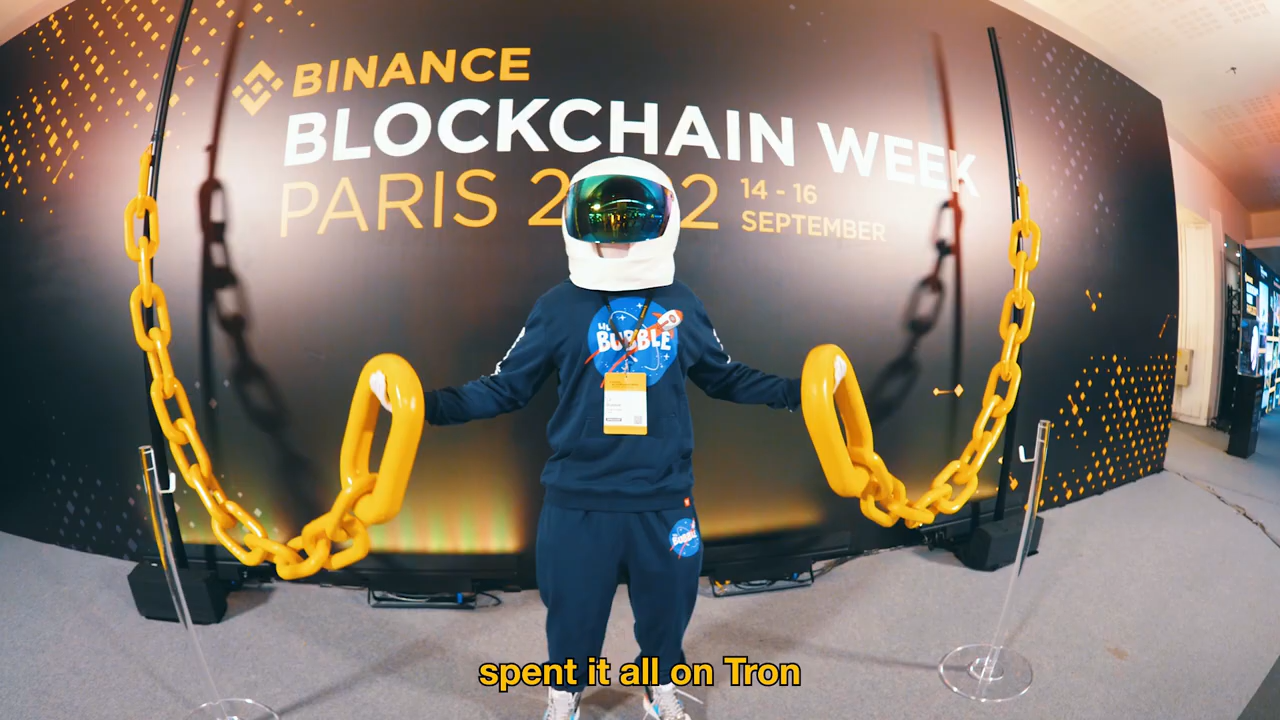 BINANCE
BLOCKCHAIN WEEK
PARIS 2 2
14 - 16
SEPTEMBER
BUBBLE
spent it all on Tron